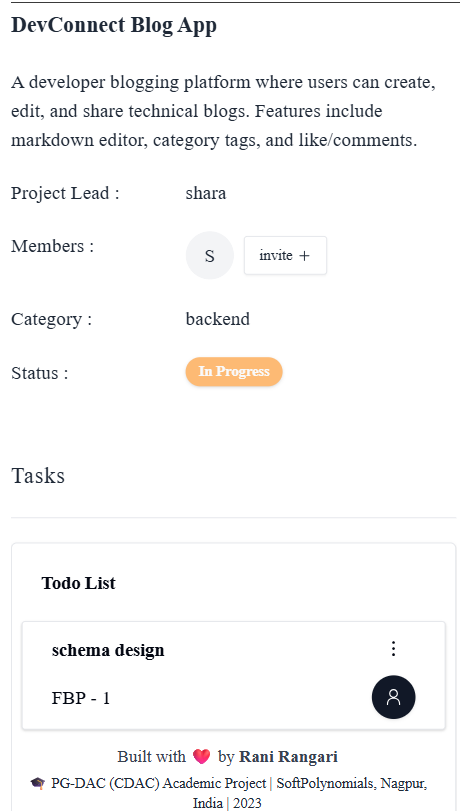 DevConnect Blog App
A developer blogging platform where users can create,
edit, and share technical blogs. Features include
markdown editor, category tags, and like/comments.
Project Lead : shara
Members : S invite +
Category : backend
Status : In Progress
Tasks
Todo List
schema design
FBP - 1
Built with ❤️ by Rani Rangari
🎓 PG-DAC (CDAC) Academic Project | SoftPolynomials, Nagpur,
India | 2023